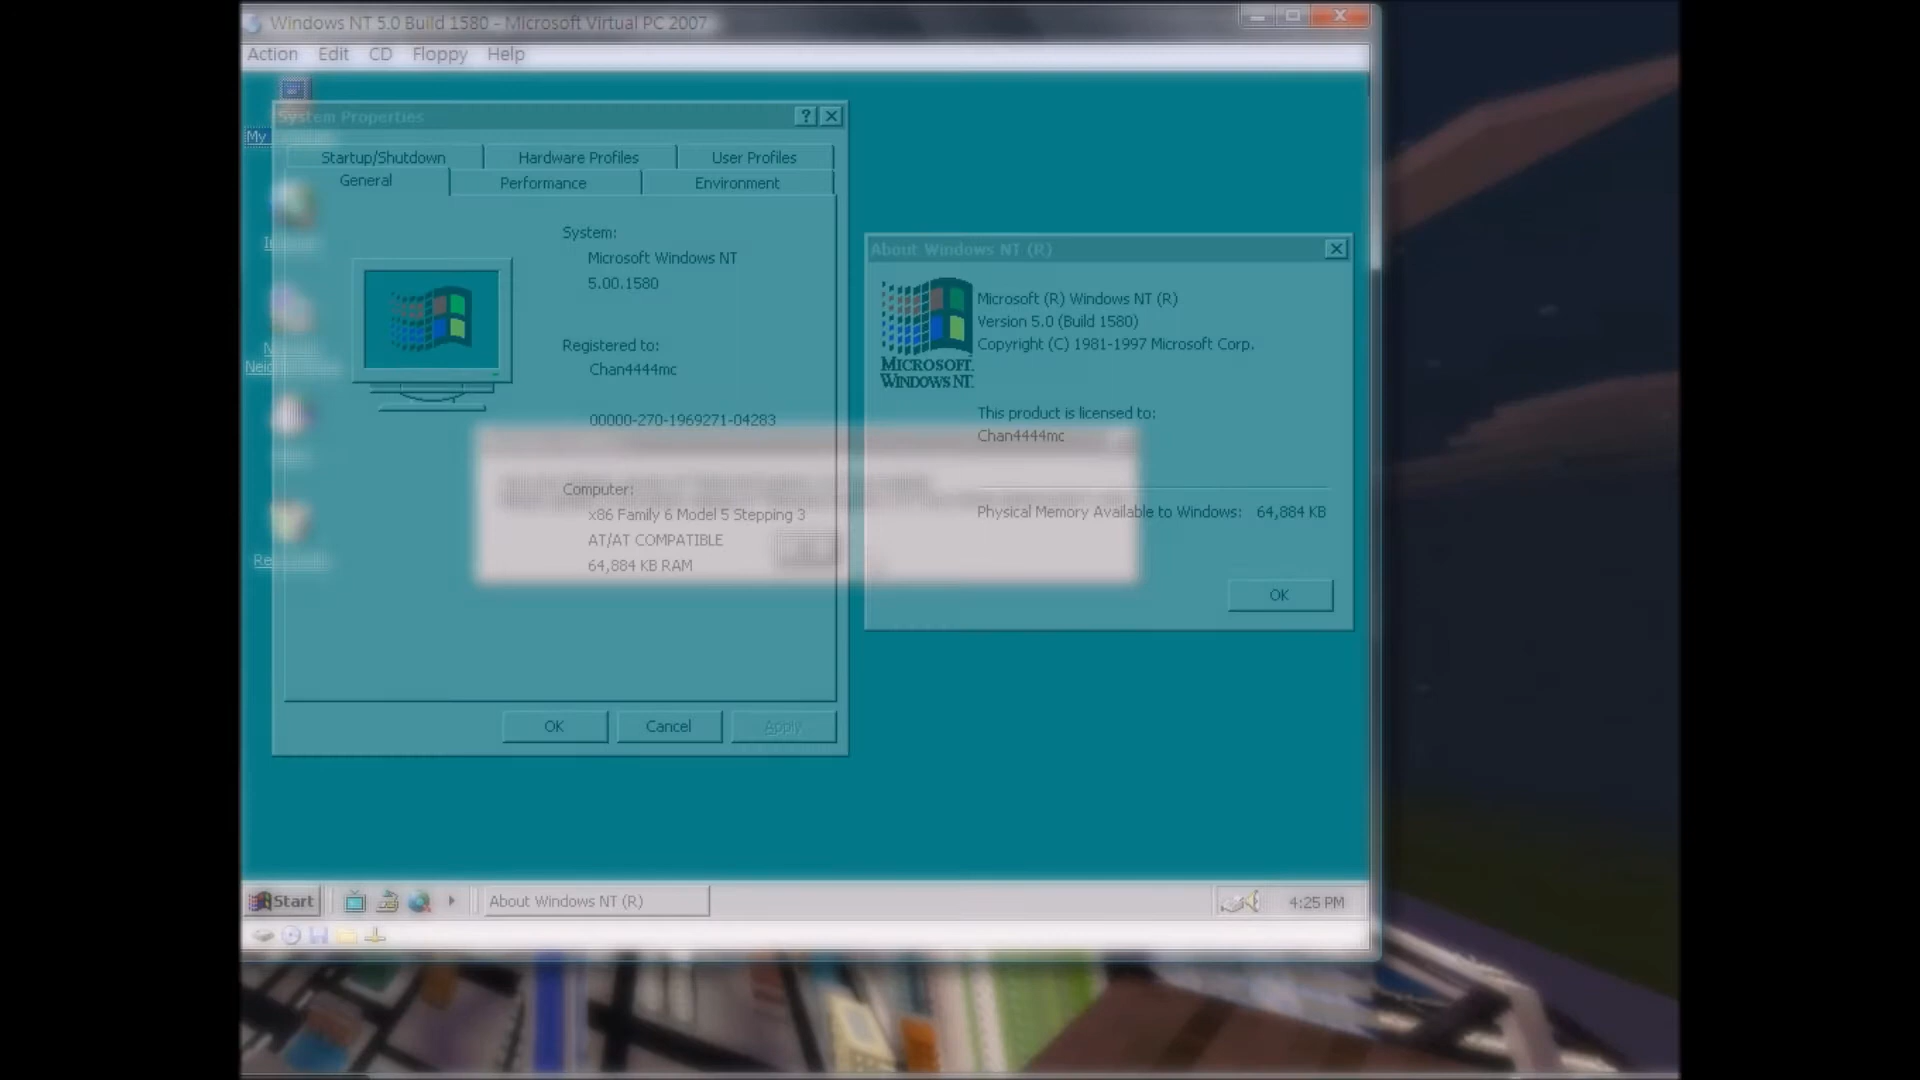 Windows NT 5.0 Build 1580 - Microsoft Virtual PC 2007
Action Edit CD Floppy Help
My
System Properties
Startup/Shutdown Hardware Profiles User Profiles
General Performance Environment
System:
Microsoft Windows NT
5.00.1580
Registered to:
Chan4444mc
00000-270-1969271-04283
Computer:
x86 Family 6 Model 5 Stepping 3
AT/AT COMPATIBLE
64,884 KB RAM
OK Cancel Apply
About Windows NT (R)
MICROSOFT
WINDOWS NT
Microsoft (R) Windows NT (R)
Version 5.0 (Build 1580)
Copyright (C) 1981-1997 Microsoft Corp.
This product is licensed to:
Chan4444mc
Physical Memory Available to Windows: 64,884 KB
OK
Start About Windows NT (R) 4:25 PM